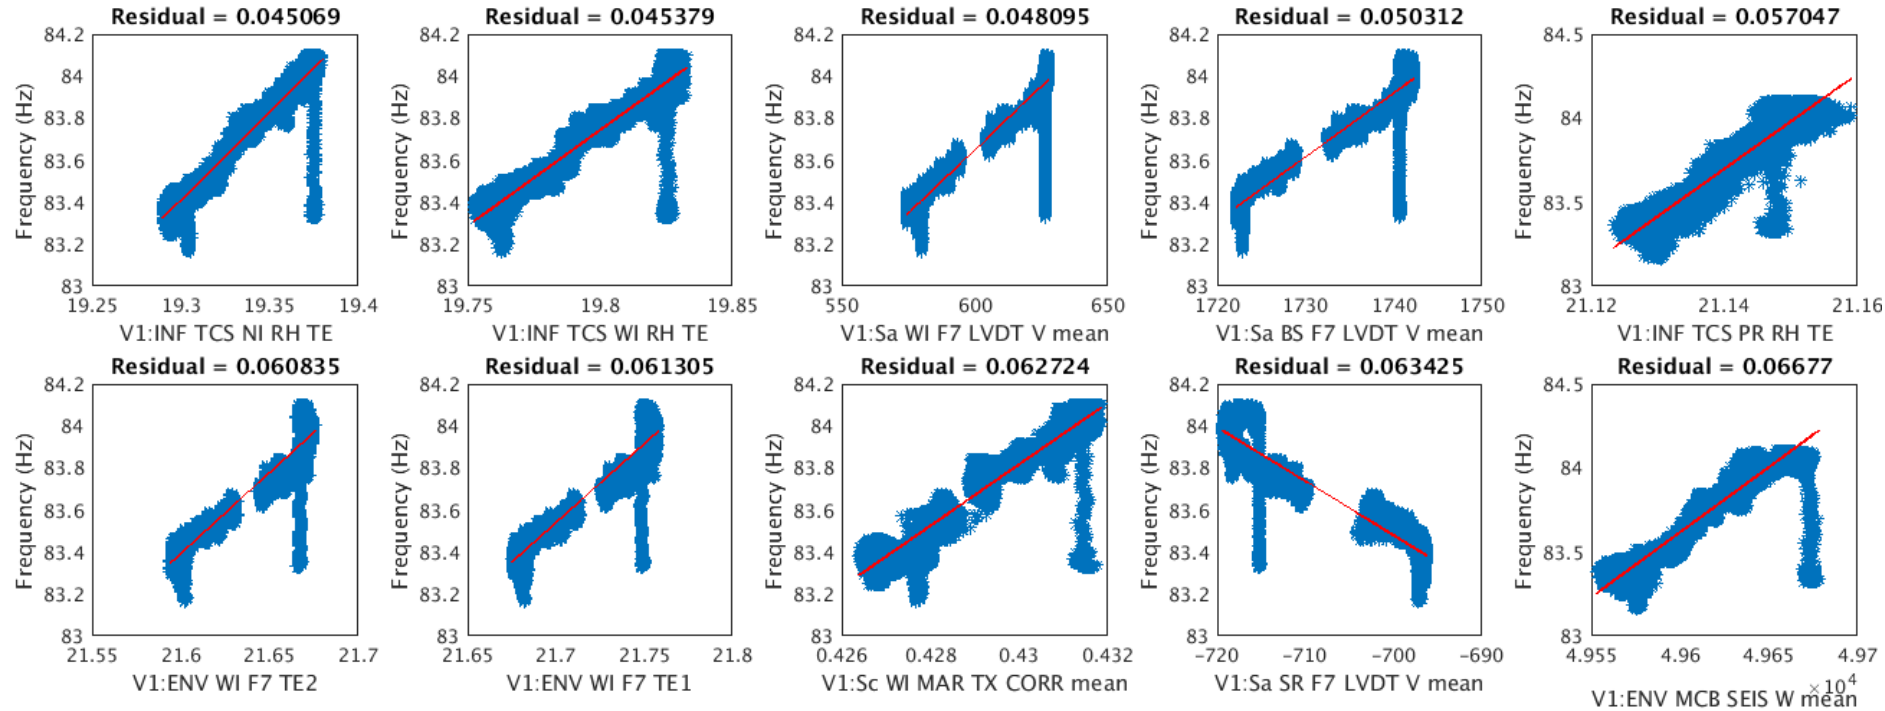 Residual = 0.045069
Residual = 0.045379
Residual = 0.048095
Residual = 0.050312
Residual = 0.057047
84.2
84
83.8
83.6
83.4
83.2
83
Frequency (Hz)
19.25 19.3 19.35 19.4
V1:INF TCS NI RH TE
84.2
84
83.8
83.6
83.4
83.2
83
Frequency (Hz)
19.75 19.8 19.85
V1:INF TCS WI RH TE
84.2
84
83.8
83.6
83.4
83.2
83
Frequency (Hz)
550 600 650
V1:Sa WI F7 LVDT V mean
84.2
84
83.8
83.6
83.4
83.2
83
Frequency (Hz)
1720 1730 1740 1750
V1:Sa BS F7 LVDT V mean
84.5
84
83.5
83
Frequency (Hz)
21.12 21.14 21.16
V1:INF TCS PR RH TE
Residual = 0.060835
Residual = 0.061305
Residual = 0.062724
Residual = 0.063425
Residual = 0.06677
84.2
84
83.8
83.6
83.4
83.2
83
Frequency (Hz)
21.55 21.6 21.65 21.7
V1:ENV WI F7 TE2
84.2
84
83.8
83.6
83.4
83.2
83
Frequency (Hz)
21.65 21.7 21.75 21.8
V1:ENV WI F7 TE1
84.2
84
83.8
83.6
83.4
83.2
83
Frequency (Hz)
0.426 0.428 0.43 0.432
V1:Sc WI MAR TX CORR mean
84.2
84
83.8
83.6
83.4
83.2
83
Frequency (Hz)
−720 −710 −700 −690
V1:Sa SR F7 LVDT V mean
84.5
84
83.5
83
Frequency (Hz)
4.955 4.96 4.965 4.97
×10⁴
V1:ENV MCB SEIS W mean